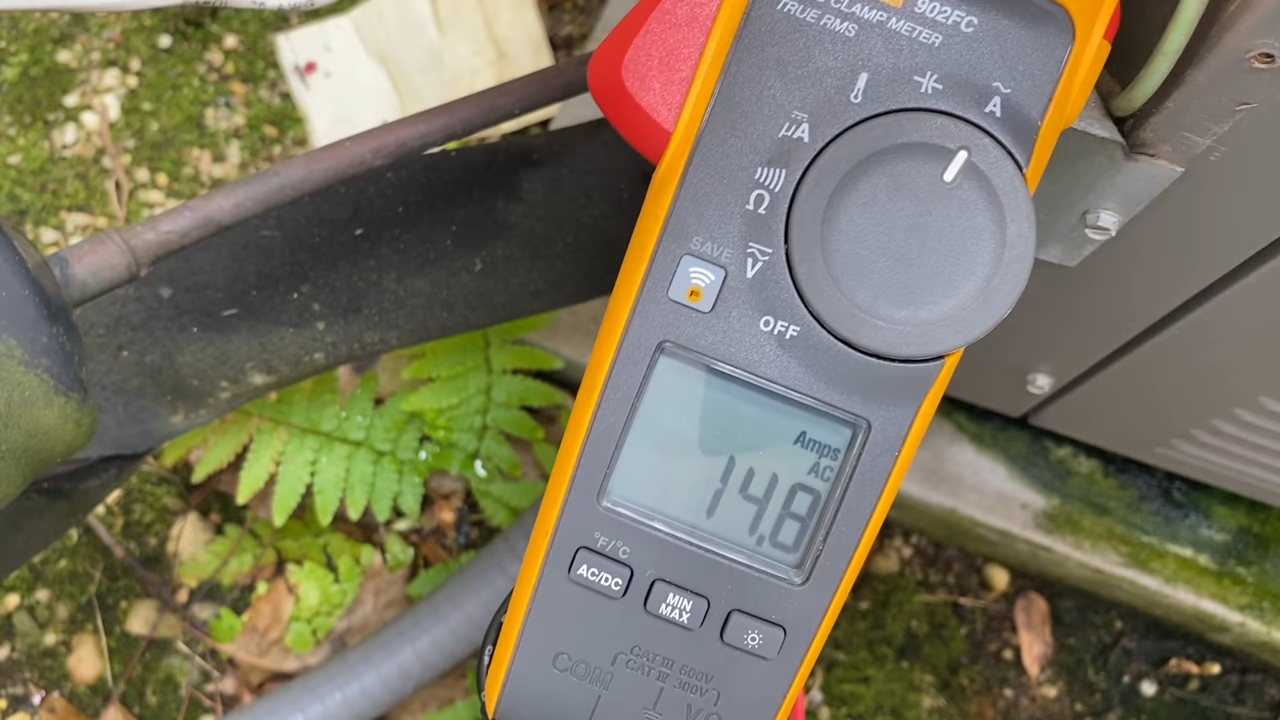 902FC
CLAMP METER
TRUE RMS
Ã
µA
Ω
V
SAVE
OFF
Amps
AC
14.8
°F/°C
AC/DC
MIN
MAX
CAT III 600V
CAT IV 300V
COM